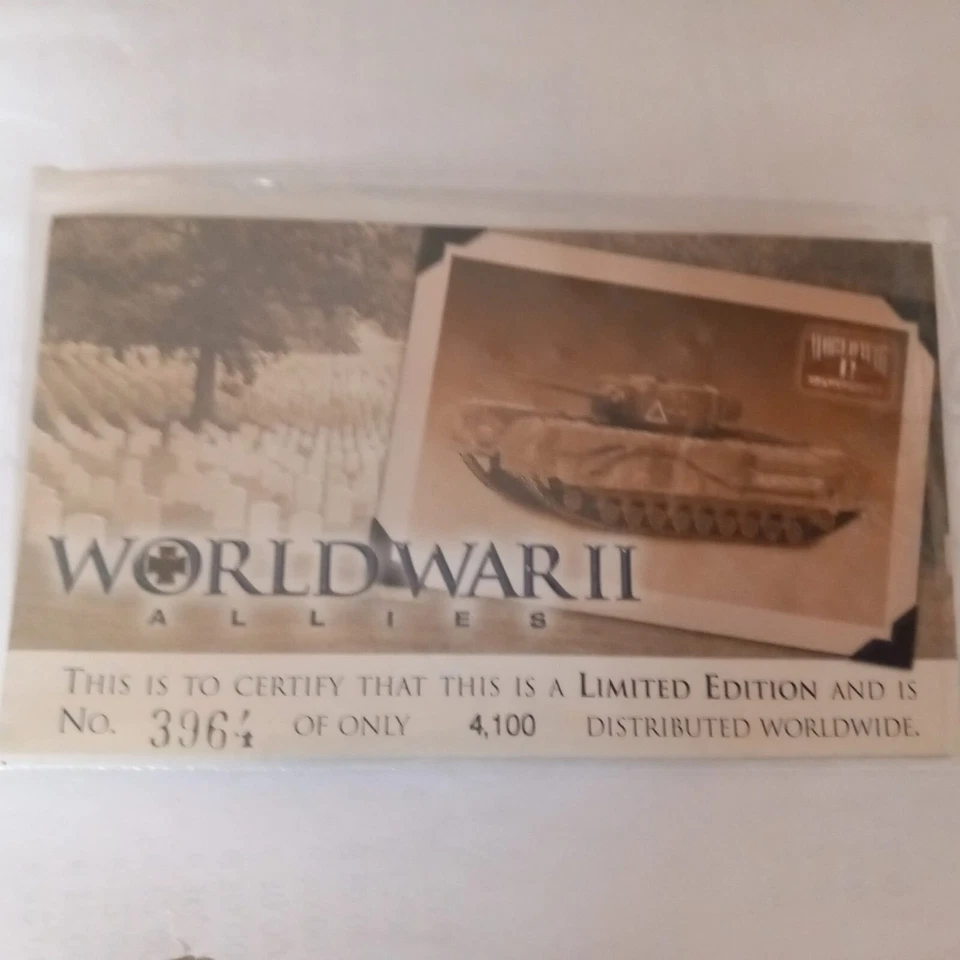 WORLD WAR II
ALLIES
THIS IS TO CERTIFY THAT THIS IS A LIMITED EDITION AND IS
NO. 3964 OF ONLY 4,100 DISTRIBUTED WORLDWIDE.